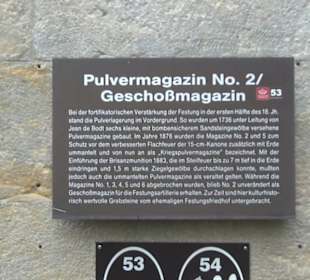 Pulvermagazin No. 2/
Geschoßmagazin
53
Bei der fortifikatorischen Verstärkung der Festung in der ersten Hälfte des 18. Jh.
stand die Pulverlagerung im Vordergrund. So wurden um 1736 unter Leitung von
Jean de Bodt sechs kleine, mit bombensicherem Sandsteingewölbe versehene
Pulvermagazine gebaut. Im Jahre 1876 wurden die Magazine No. 2 und 5 zum
Schutz vor dem verbesserten Flachfeuer der 15-cm-Kanone zusätzlich mit Erde
ummantelt und von nun an als „Kriegspulvermagazine" bezeichnet. Mit der
Einführung der Brisanzmunition 1883, die im Steilfeuer bis zu 7 m tief in die Erde
eindringen und 1,5 m starke Ziegelgewölbe durchschlagen konnte, mußten
jedoch auch die ummantelten Pulvermagazine als veraltet gelten. Während die
Magazine No. 1, 3, 4, 5 und 6 abgebrochen wurden, blieb No. 2 unverändert als
Geschoßmagazin für die Festungsartillerie erhalten. Zur Zeit sind hier kulturhisto-
risch wertvolle Grabsteine vom ehemaligen Festungsfriedhof untergebracht.
53
54